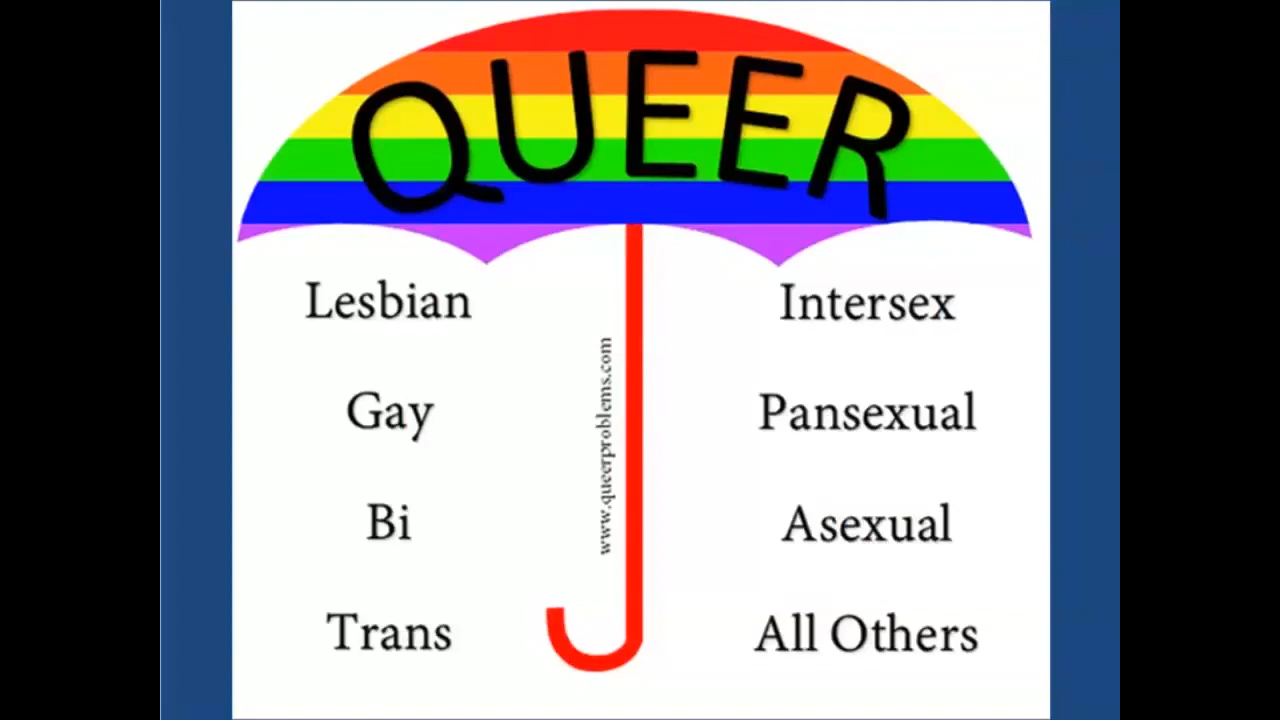 QUEER
Lesbian
Gay
Bi
Trans
www.queerproblems.com
Intersex
Pansexual
Asexual
All Others